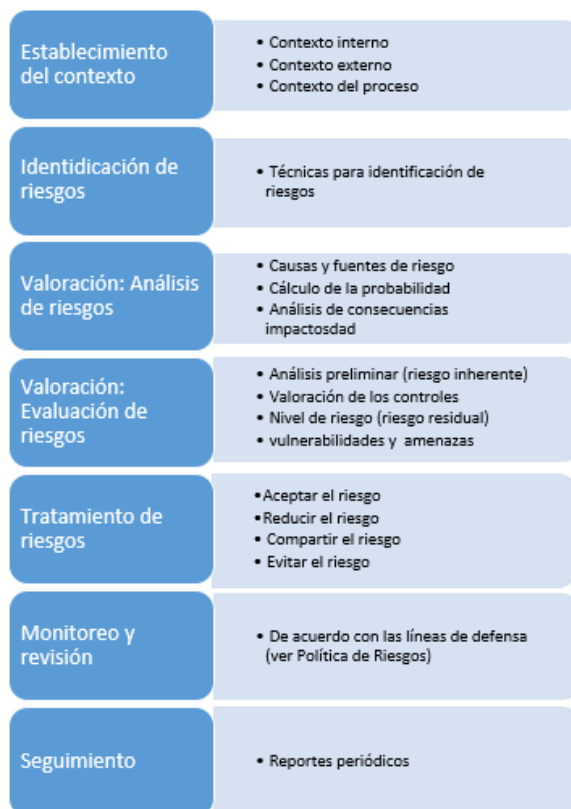 Establecimiento
del contexto
• Contexto interno
• Contexto externo
• Contexto del proceso
Identidicación de
riesgos
• Técnicas para identificación de
riesgos
Valoración: Análisis
de riesgos
• Causas y fuentes de riesgo
• Cálculo de la probabilidad
• Análisis de consecuencias
impactosdad
Valoración:
Evaluación de
riesgos
• Análisis preliminar (riesgo inherente)
• Valoración de los controles
• Nivel de riesgo (riesgo residual)
• vulnerabilidades y amenazas
Tratamiento de
riesgos
•Aceptar el riesgo
•Reducir el riesgo
• Compartir el riesgo
• Evitar el riesgo
Monitoreo y
revisión
• De acuerdo con las líneas de defensa
(ver Política de Riesgos)
Seguimiento
• Reportes periódicos